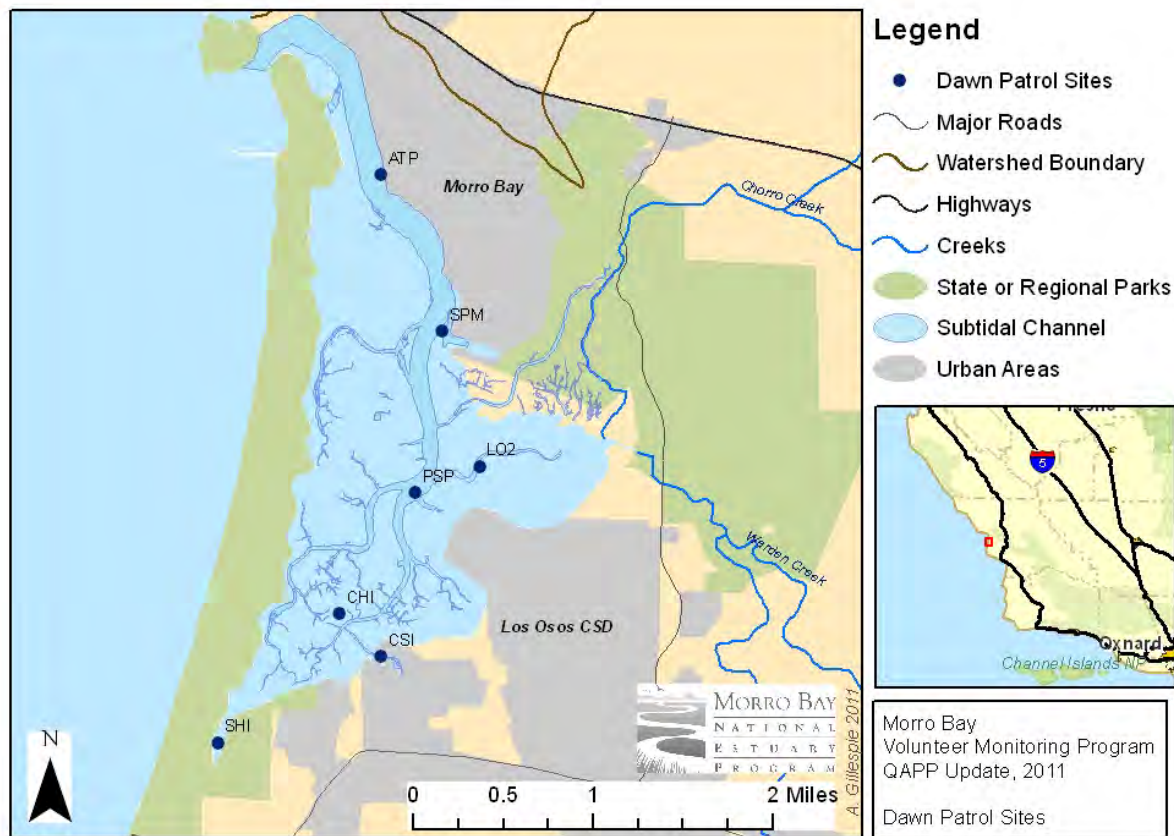 ATP
Morro Bay
Chorro Creek
SPM
LO2
PSP
CHI
CSI
Los Osos CSD
Warden Creek
SHI
N
MORRO BAY
NATIONAL
ESTUARY
PROGRAM
A. Gillespie 2011
0 0.5 1 2 Miles
Legend
Dawn Patrol Sites
Major Roads
Watershed Boundary
Highways
Creeks
State or Regional Parks
Subtidal Channel
Urban Areas
5
Oxnard
Channel Islands NP
Morro Bay
Volunteer Monitoring Program
QAPP Update, 2011
Dawn Patrol Sites